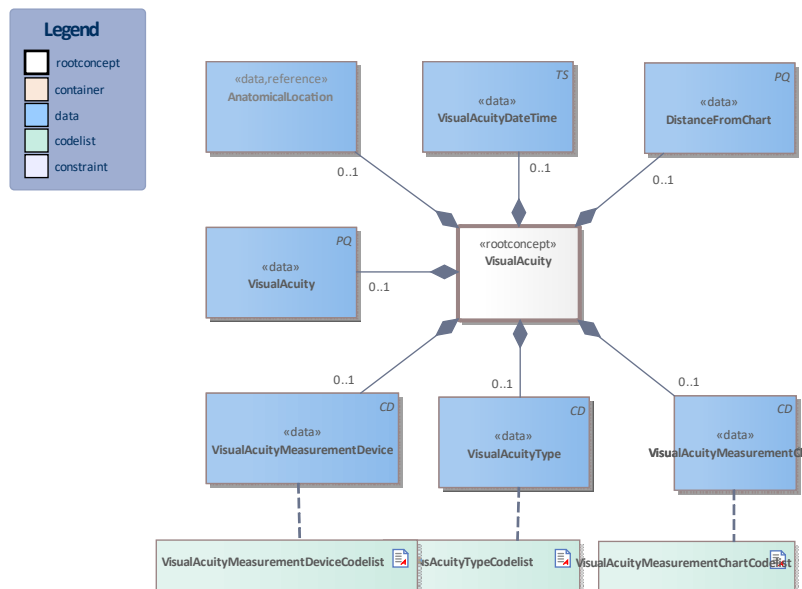 Legend
rootconcept
container
data
codelist
constraint
«data,reference»
AnatomicalLocation
TS
«data»
VisualAcuityDateTime
PQ
«data»
DistanceFromChart
0..1
0..1
0..1
PQ
«data»
VisualAcuity
0..1
«rootconcept»
VisualAcuity
0..1
0..1
0..1
CD
«data»
VisualAcuityMeasurementDevice
CD
«data»
VisualAcuityType
CD
«data»
VisualAcuityMeasurementCh
VisualAcuityMeasurementDeviceCodelist
isAcuityTypeCodelist
VisualAcuityMeasurementChartCodelist